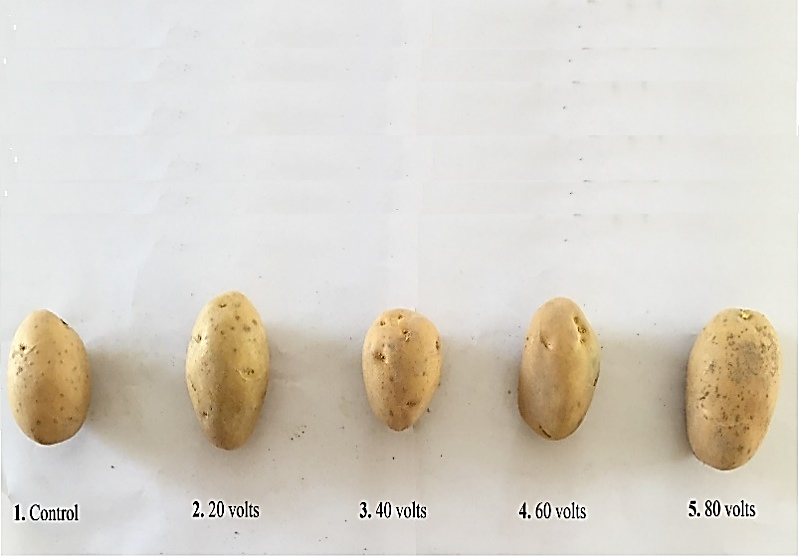 1. Control
2. 20 volts
3. 40 volts
4. 60 volts
5. 80 volts